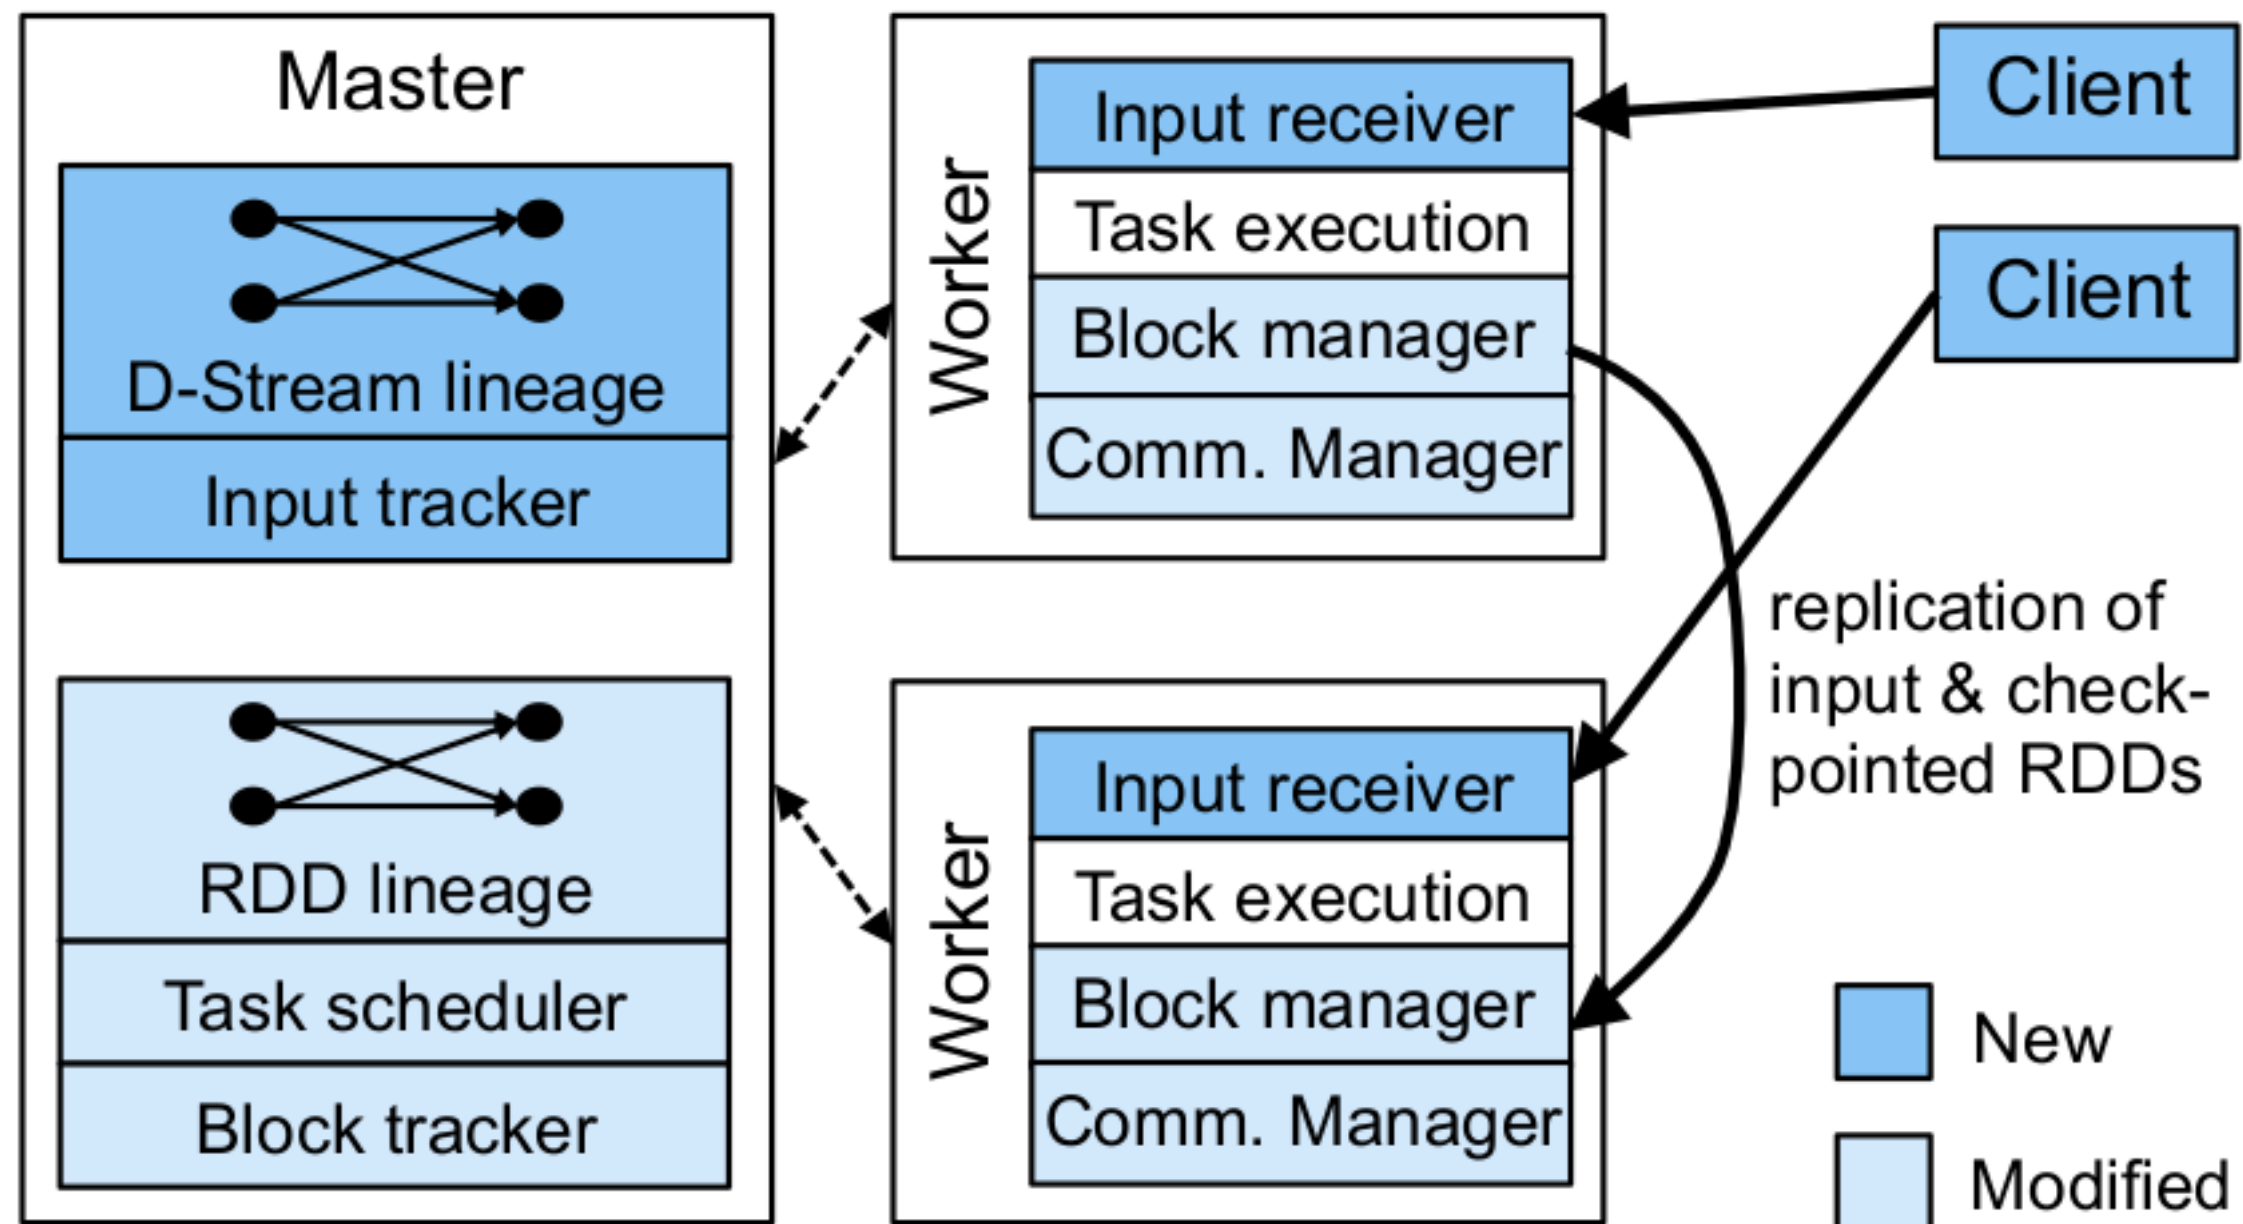 Master
D-Stream lineage
Input tracker
RDD lineage
Task scheduler
Block tracker
Worker
Input receiver
Task execution
Block manager
Comm. Manager
Worker
Input receiver
Task execution
Block manager
Comm. Manager
Client
Client
replication of
input & check-
pointed RDDs
New
Modified